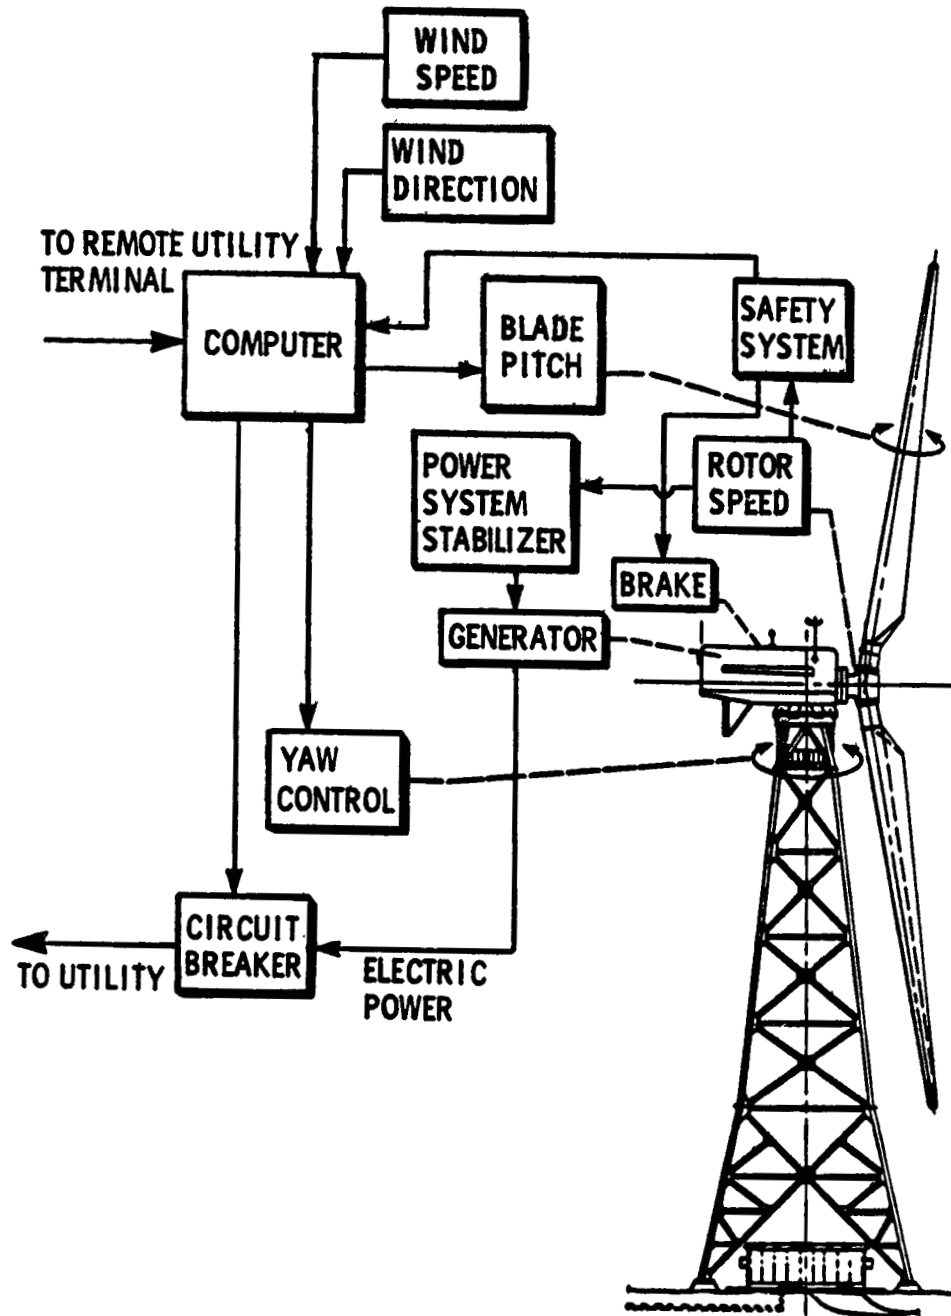 WIND
SPEED
WIND
DIRECTION
TO REMOTE UTILITY
TERMINAL
COMPUTER
BLADE
PITCH
SAFETY
SYSTEM
POWER
SYSTEM
STABILIZER
ROTOR
SPEED
BRAKE
GENERATOR
YAW
CONTROL
CIRCUIT
BREAKER
TO UTILITY
ELECTRIC
POWER